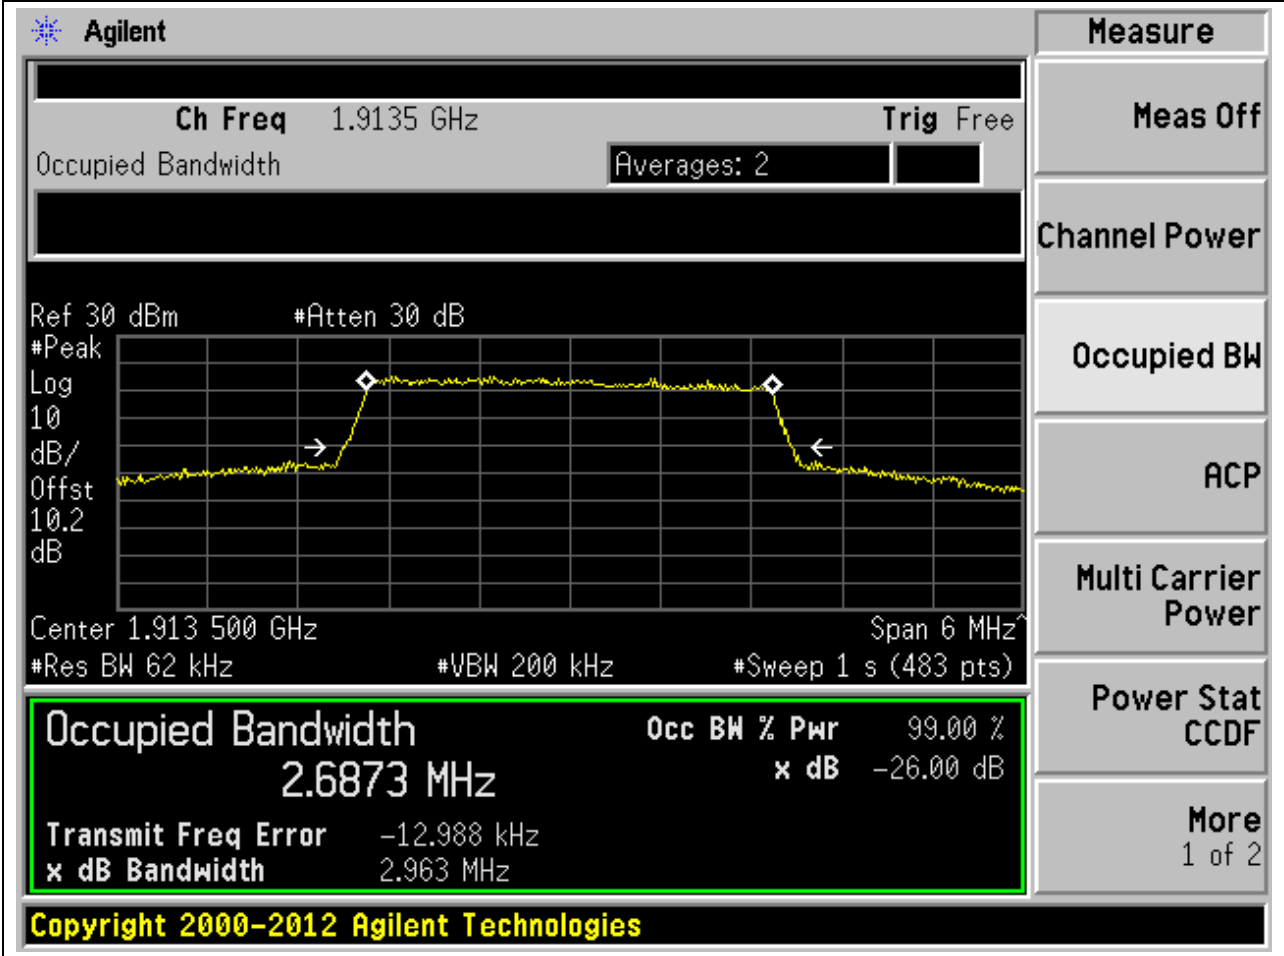 Agilent
Measure
Ch Freq 1.9135 GHz Trig Free
Occupied Bandwidth Averages: 2
Meas Off
Channel Power
Occupied BW
ACP
Multi Carrier
Power
Power Stat
CCDF
More
1 of 2
Ref 30 dBm #Atten 30 dB
#Peak
Log
10
dB/
Offst
10.2
dB
Center 1.913 500 GHz Span 6 MHz^
#Res BW 62 kHz #VBW 200 kHz #Sweep 1 s (483 pts)
Occupied Bandwidth Occ BW % Pwr 99.00 %
2.6873 MHz x dB -26.00 dB
Transmit Freq Error -12.988 kHz
x dB Bandwidth 2.963 MHz
Copyright 2000-2012 Agilent Technologies